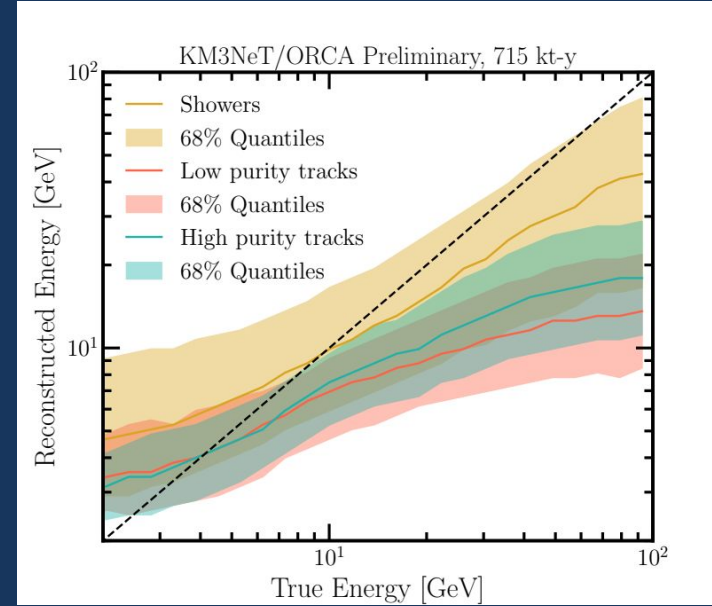 KM3NeT/ORCA Preliminary, 715 kt-y
10²
Showers
68% Quantiles
Low purity tracks
68% Quantiles
High purity tracks
68% Quantiles
Reconstructed Energy [GeV]
10¹
10¹
10²
True Energy [GeV]